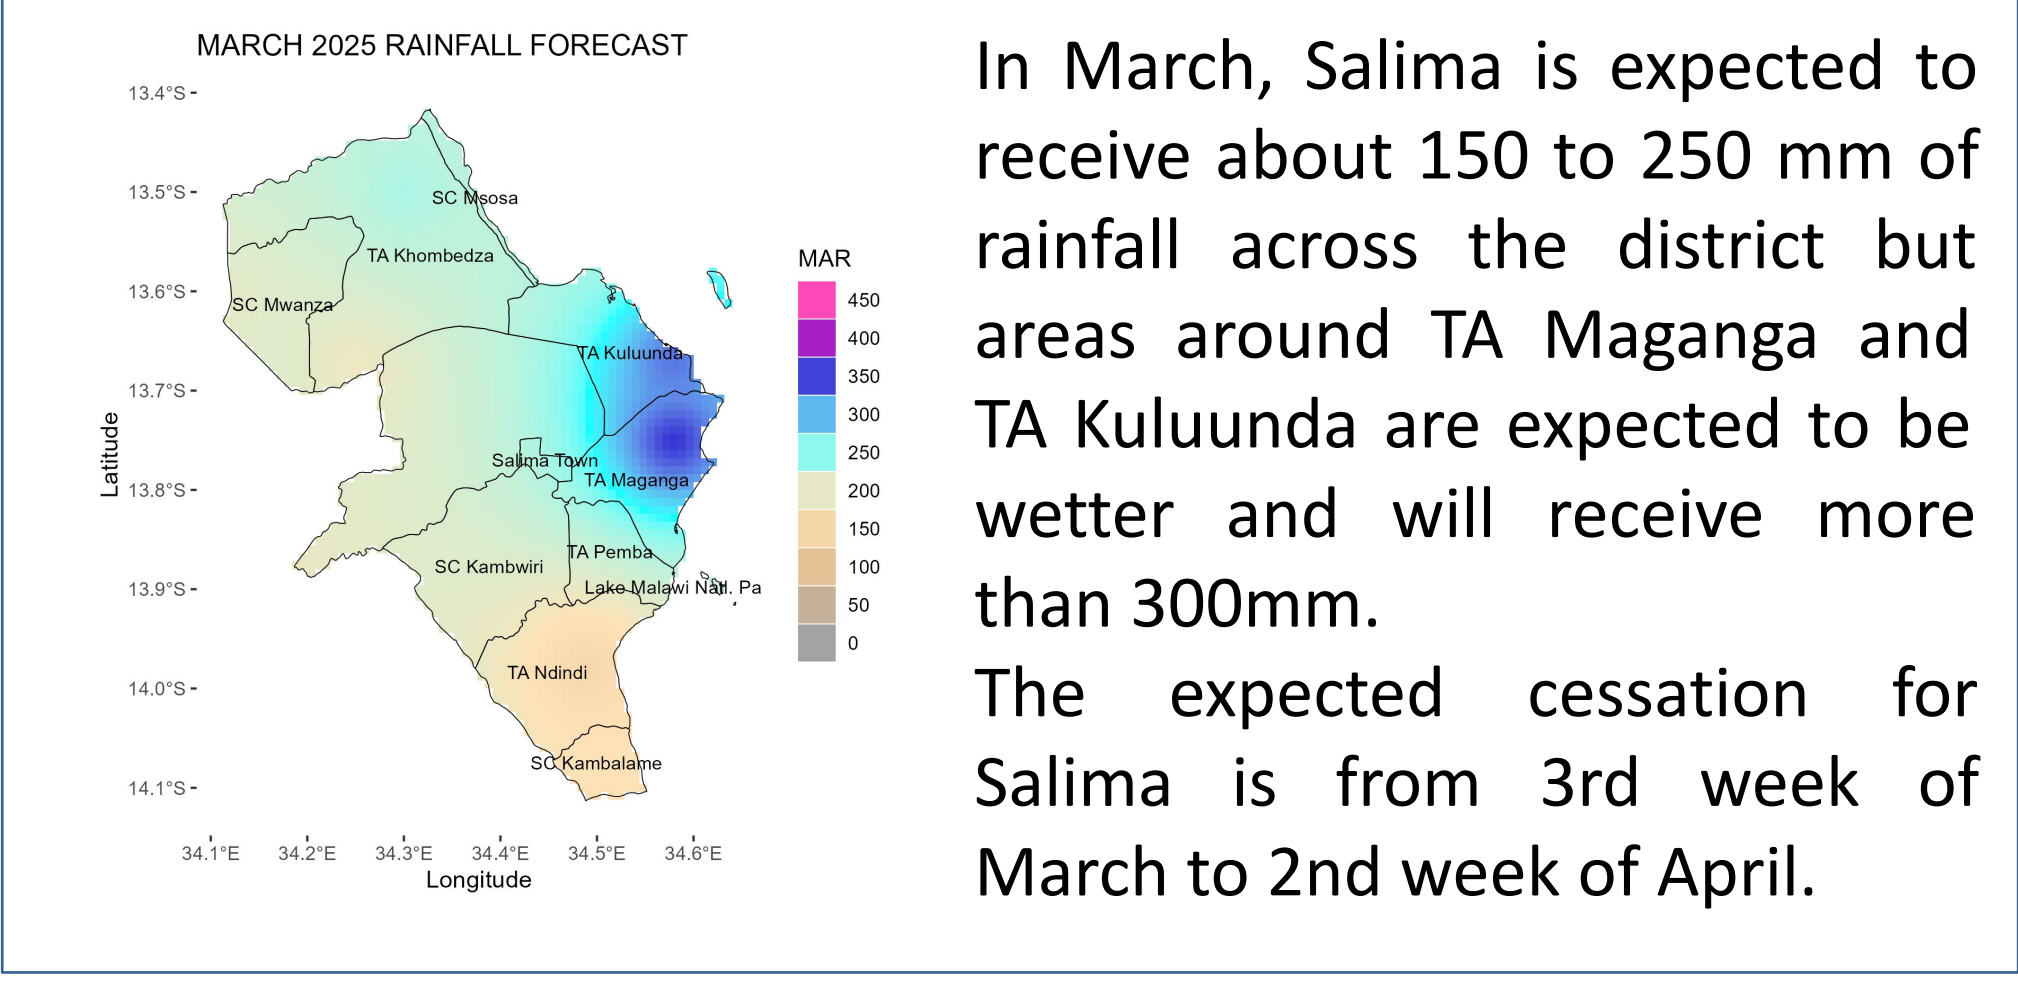 MARCH 2025 RAINFALL FORECAST
13.4°S
13.5°S
13.6°S
13.7°S
13.8°S
13.9°S
14.0°S
14.1°S
Latitude
SC Msosa
TA Khombedza
SC Mwanza
TA Kuluunda
Salima Town
TA Maganga
TA Pemba
SC Kambwiri
Lake Malawi Natl. Pa
TA Ndindi
SC Kambalame
34.1°E 34.2°E 34.3°E 34.4°E 34.5°E 34.6°E
Longitude
MAR
450
400
350
300
250
200
150
100
50
0
In March, Salima is expected to
receive about 150 to 250 mm of
rainfall across the district but
areas around TA Maganga and
TA Kuluunda are expected to be
wetter and will receive more
than 300mm.
The expected cessation for
Salima is from 3rd week of
March to 2nd week of April.